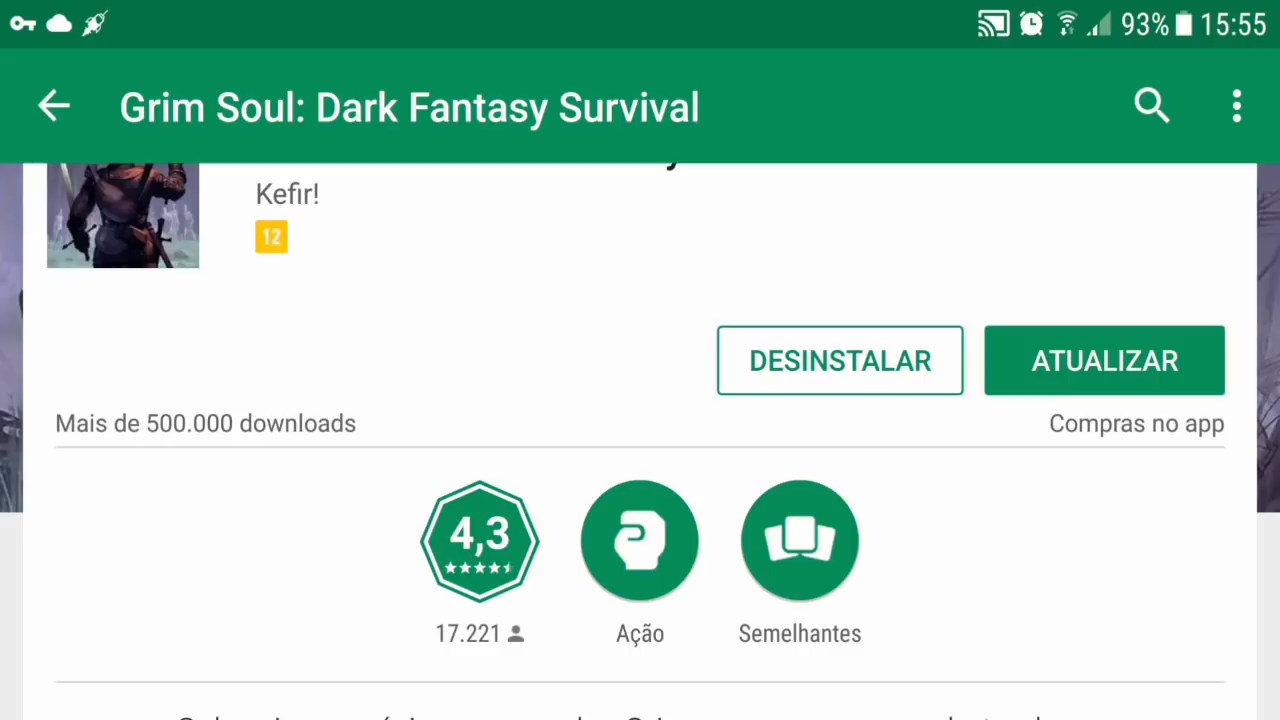 93% 15:55
Grim Soul: Dark Fantasy Survival
Kefir!
12
DESINSTALAR ATUALIZAR
Mais de 500.000 downloads Compras no app
4,3
17.221 Ação Semelhantes